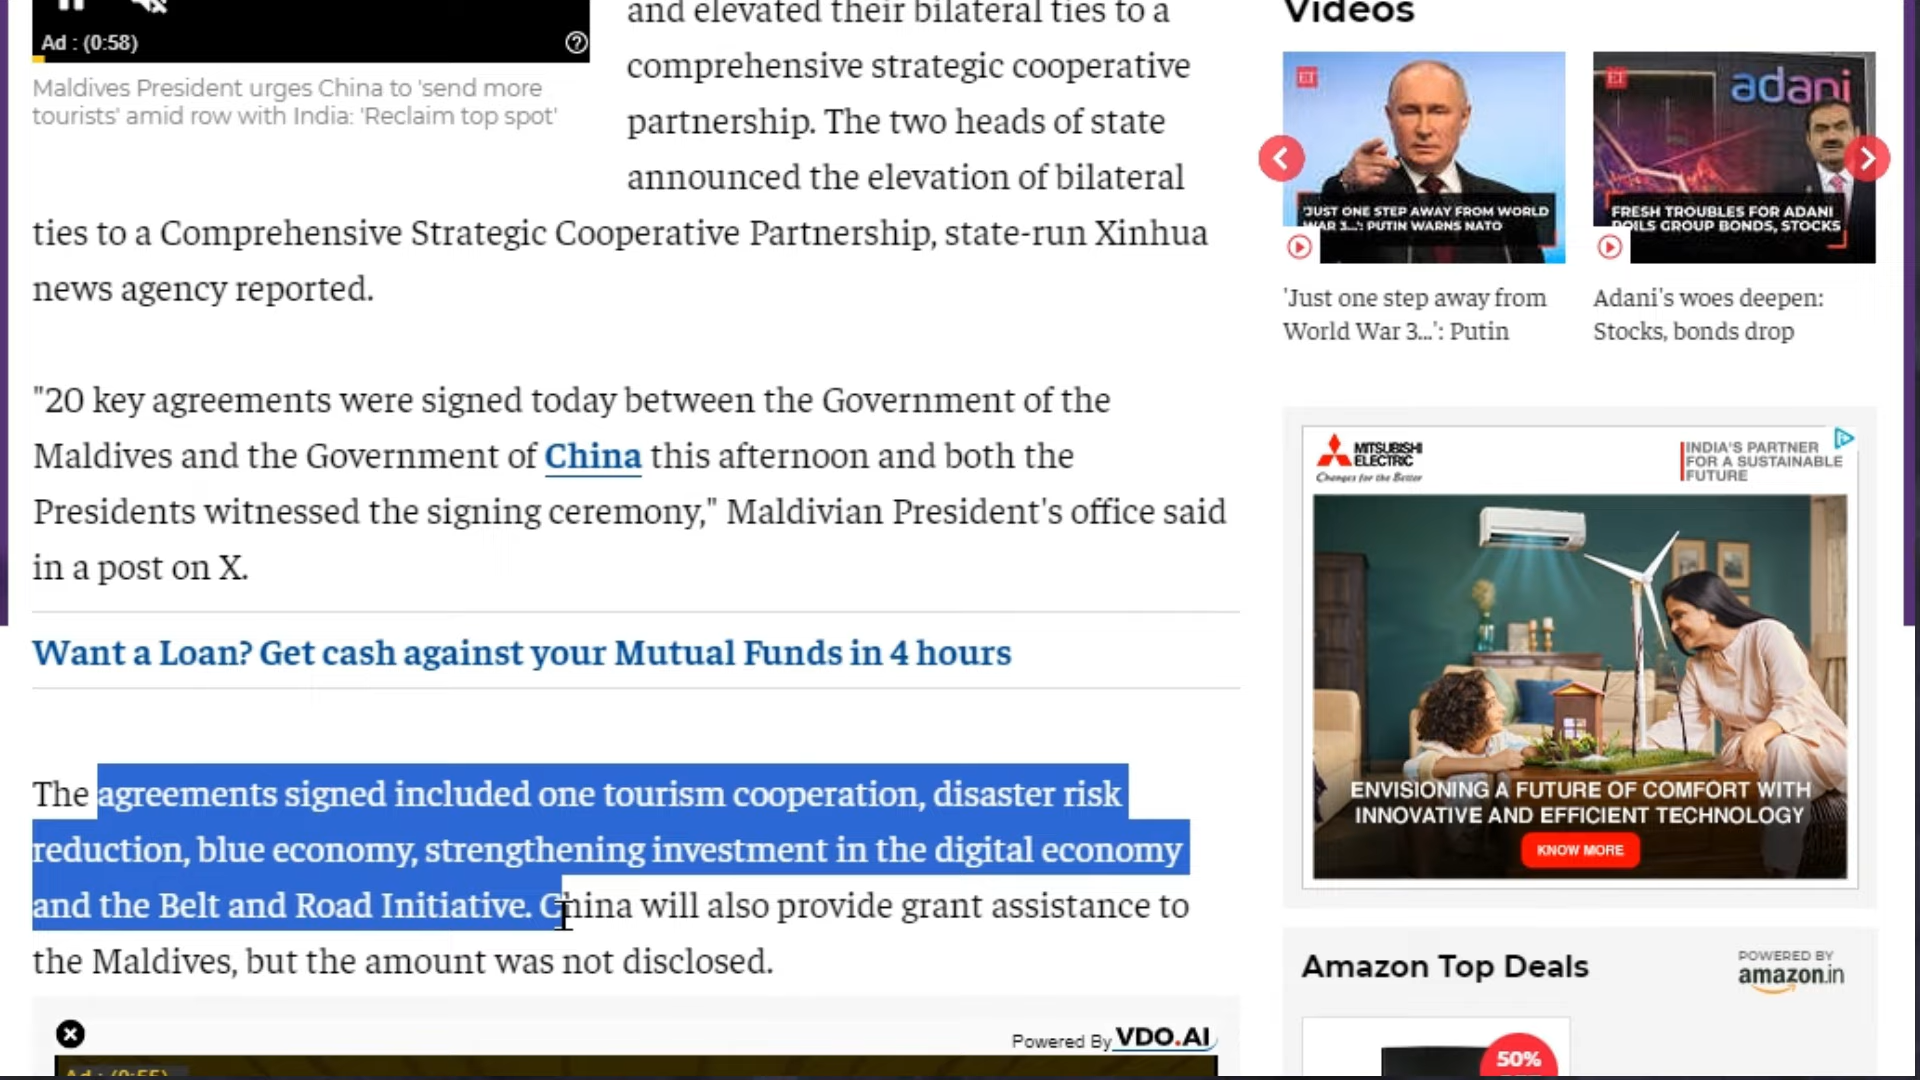 Ad : (0:58)
Maldives President urges China to 'send more
tourists' amid row with India: 'Reclaim top spot'
and elevated their bilateral ties to a
comprehensive strategic cooperative
partnership. The two heads of state
announced the elevation of bilateral
ties to a Comprehensive Strategic Cooperative Partnership, state-run Xinhua
news agency reported.
"20 key agreements were signed today between the Government of the
Maldives and the Government of China this afternoon and both the
Presidents witnessed the signing ceremony," Maldivian President's office said
in a post on X.
Want a Loan? Get cash against your Mutual Funds in 4 hours
The agreements signed included one tourism cooperation, disaster risk
reduction, blue economy, strengthening investment in the digital economy
and the Belt and Road Initiative. China will also provide grant assistance to
the Maldives, but the amount was not disclosed.
Powered By VDO.AI
Ad : (0:55)
Videos
ET
'JUST ONE STEP AWAY FROM WORLD
WAR 3...': PUTIN WARNS NATO
'Just one step away from
World War 3...': Putin
ET
adani
FRESH TROUBLES FOR ADANI
ROILS GROUP BONDS, STOCKS
Adani's woes deepen:
Stocks, bonds drop
MITSUBISHI
ELECTRIC
Changes for the Better
INDIA'S PARTNER
FOR A SUSTAINABLE
FUTURE
ENVISIONING A FUTURE OF COMFORT WITH
INNOVATIVE AND EFFICIENT TECHNOLOGY
KNOW MORE
Amazon Top Deals
POWERED BY
amazon.in
50%